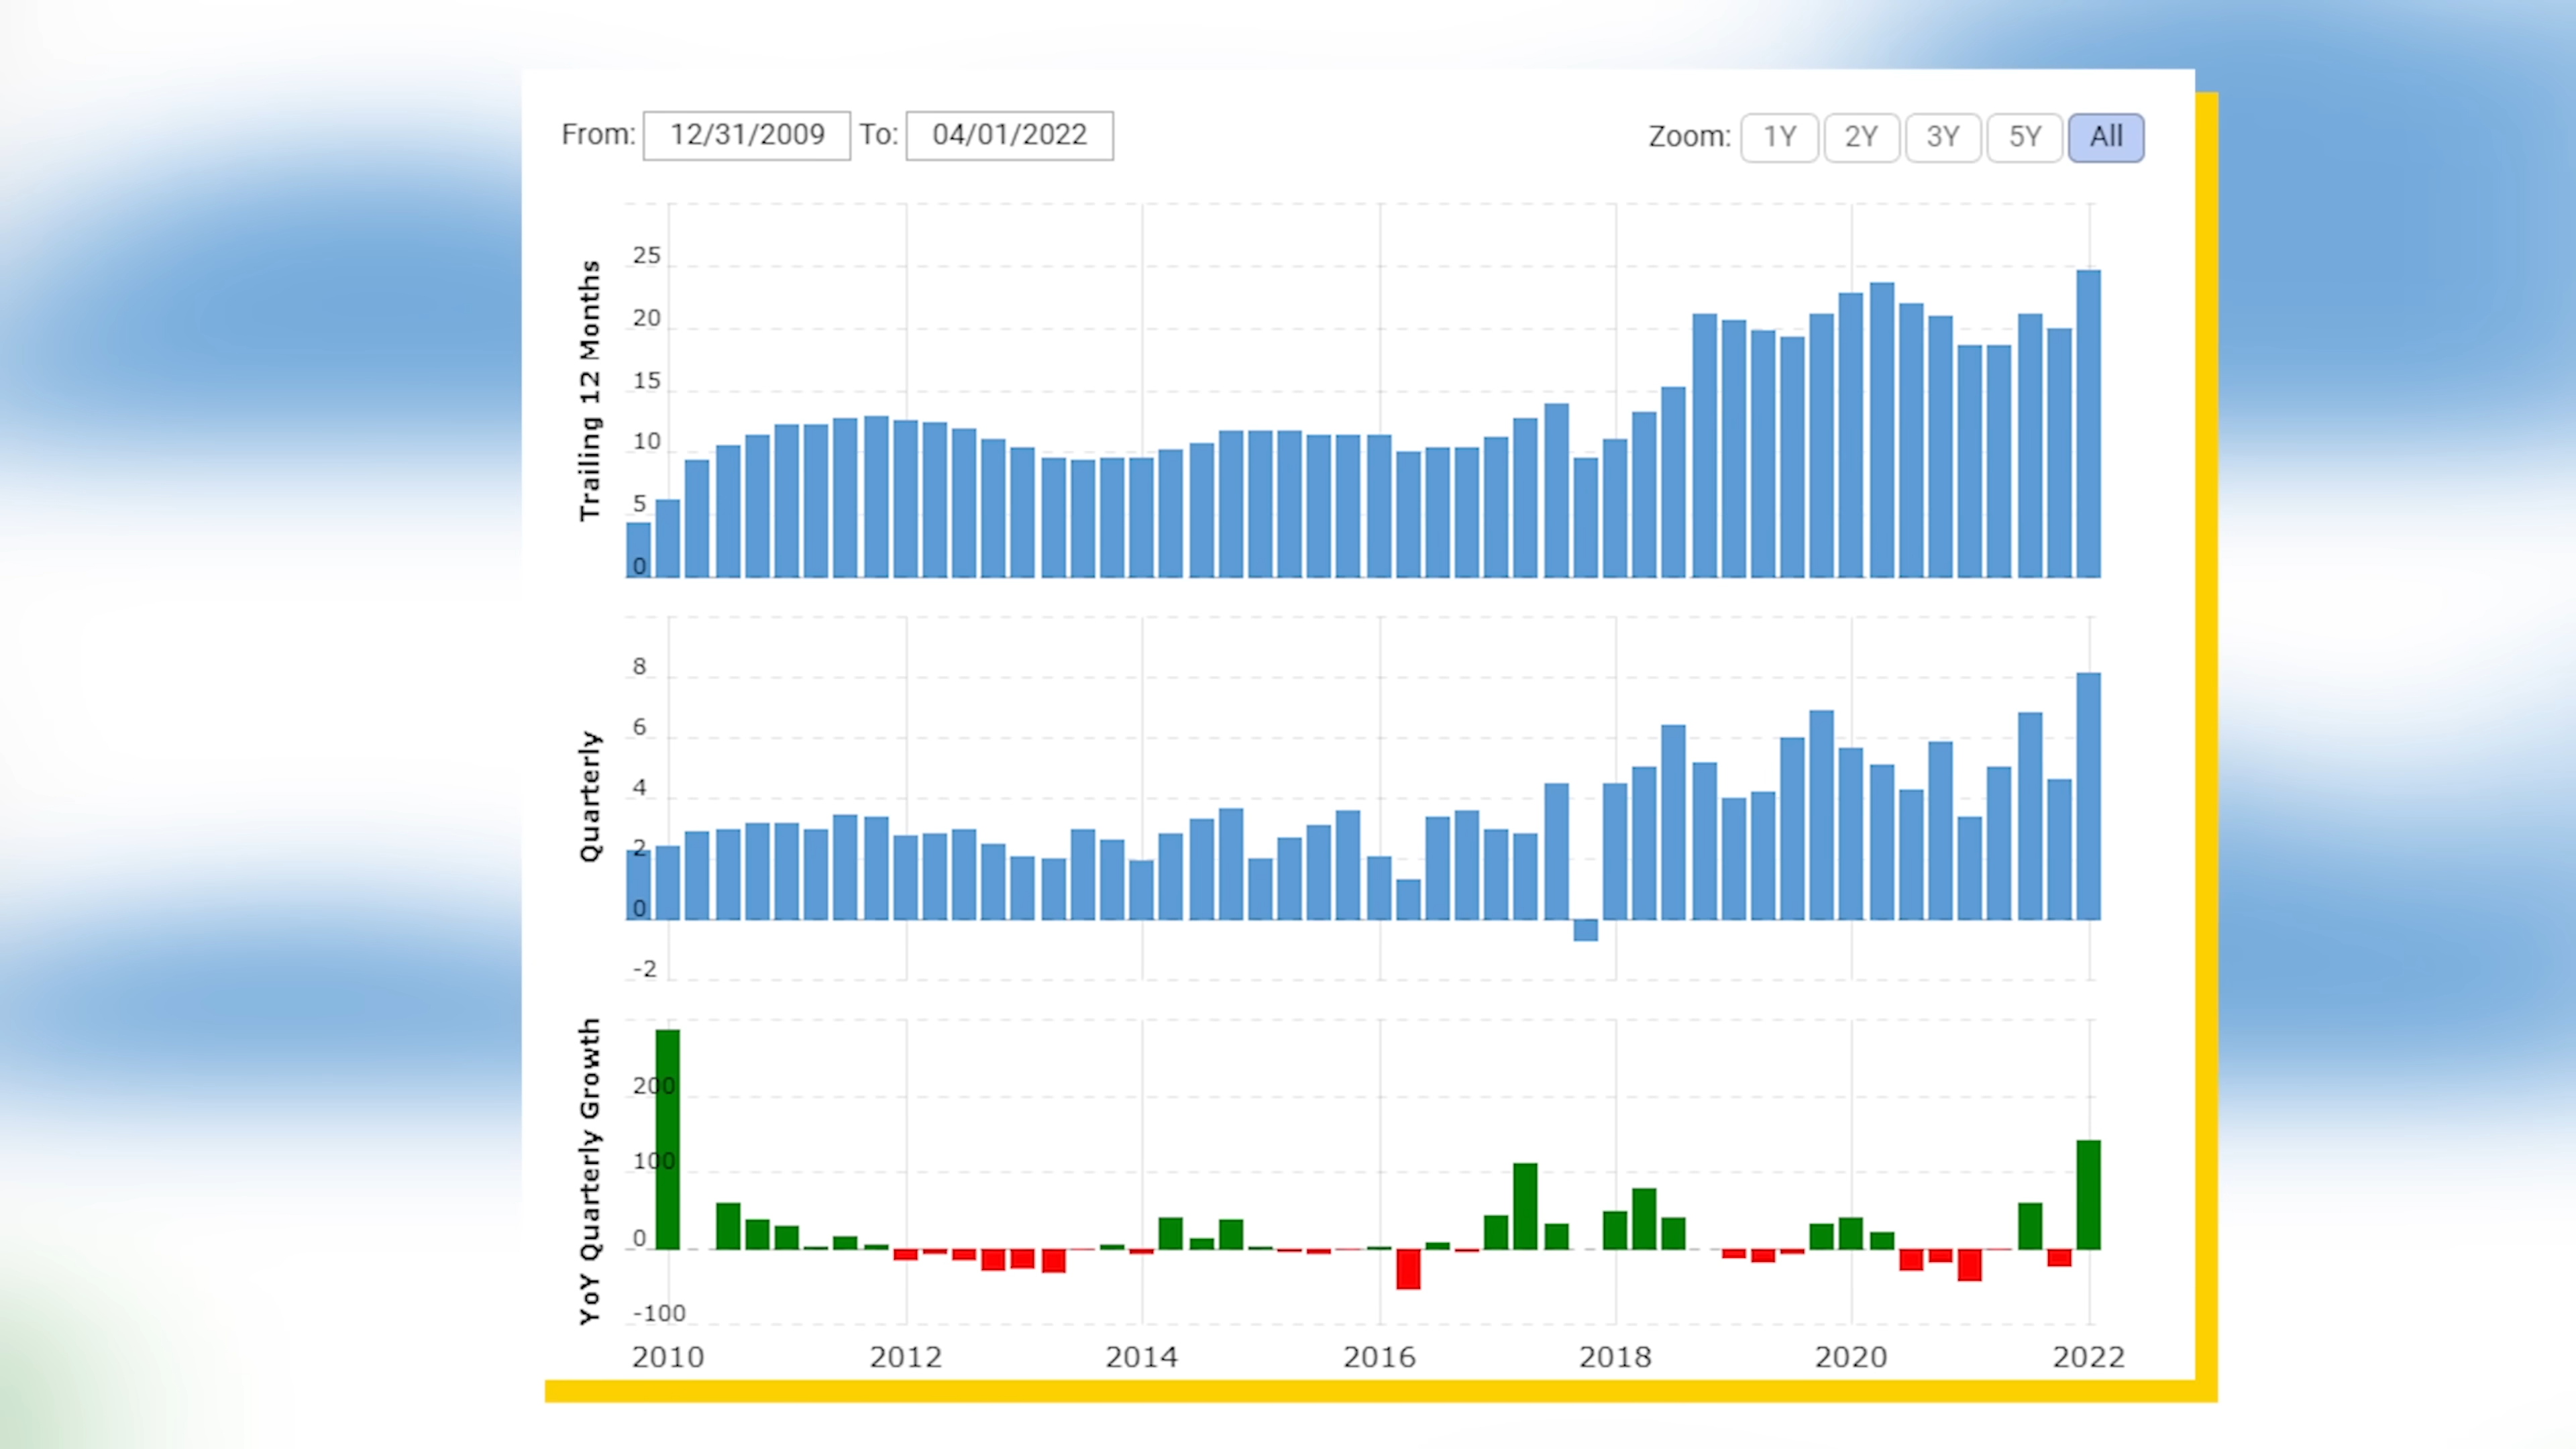 From: 12/31/2009 To: 04/01/2022
Zoom: 1Y 2Y 3Y 5Y All
Trailing 12 Months
25
20
15
10
5
0
Quarterly
8
6
4
2
0
-2
YoY Quarterly Growth
200
100
0
-100
2010 2012 2014 2016 2018 2020 2022